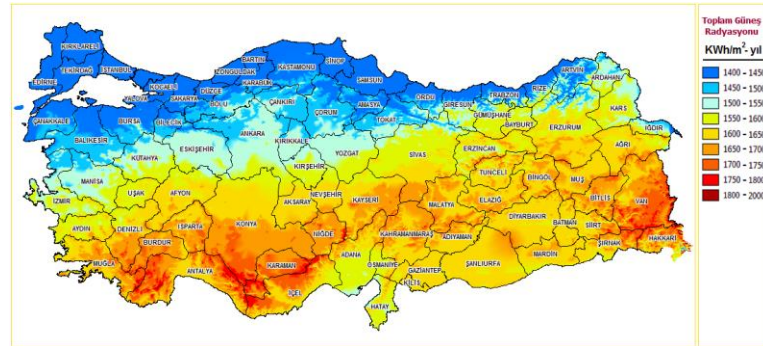 Toplam Güneş
Radyasyonu
KWh/m²- yıl
1400 - 1450
1450 - 1500
1500 - 1550
1550 - 1600
1600 - 1650
1650 - 1700
1700 - 1750
1750 - 1800
1800 - 2000
KIRKLARELİ
EDİRNE
TEKİRDAĞ
İSTANBUL
KOCAELİ
YALOVA
SAKARYA
DÜZCE
BOLU
ZONGULDAK
BARTIN
KARABÜK
KASTAMONU
SİNOP
SAMSUN
ORDU
GİRESUN
TRABZON
RİZE
ARTVİN
ARDAHAN
ÇANAKKALE
BALIKESİR
BURSA
BİLECİK
ESKİŞEHİR
ANKARA
ÇANKIRI
KIRIKKALE
ÇORUM
AMASYA
TOKAT
GÜMÜŞHANE
BAYBURT
ERZURUM
KARS
IĞDIR
AĞRI
KÜTAHYA
MANİSA
İZMİR
UŞAK
AFYON
KIRŞEHİR
YOZGAT
SİVAS
ERZİNCAN
TUNCELİ
BİNGÖL
MUŞ
BİTLİS
VAN
AYDIN
DENİZLİ
ISPARTA
BURDUR
KONYA
AKSARAY
NEVŞEHİR
NİĞDE
KAYSERİ
MALATYA
ELAZIĞ
DİYARBAKIR
BATMAN
SİİRT
ŞIRNAK
HAKKARİ
MUĞLA
ANTALYA
KARAMAN
İÇEL
ADANA
KAHRAMANMARAŞ
OSMANİYE
HATAY
GAZİANTEP
KİLİS
ADIYAMAN
ŞANLIURFA
MARDİN